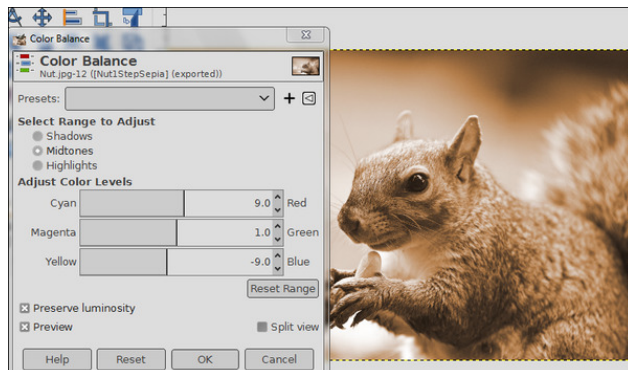 Color Balance
Color Balance
Nut.jpg-12 ([Nut1StepSepia] (exported))
Presets:
Select Range to Adjust
Shadows
Midtones
Highlights
Adjust Color Levels
Cyan 9.0 Red
Magenta 1.0 Green
Yellow -9.0 Blue
Reset Range
Preserve luminosity
Preview Split view
Help Reset OK Cancel